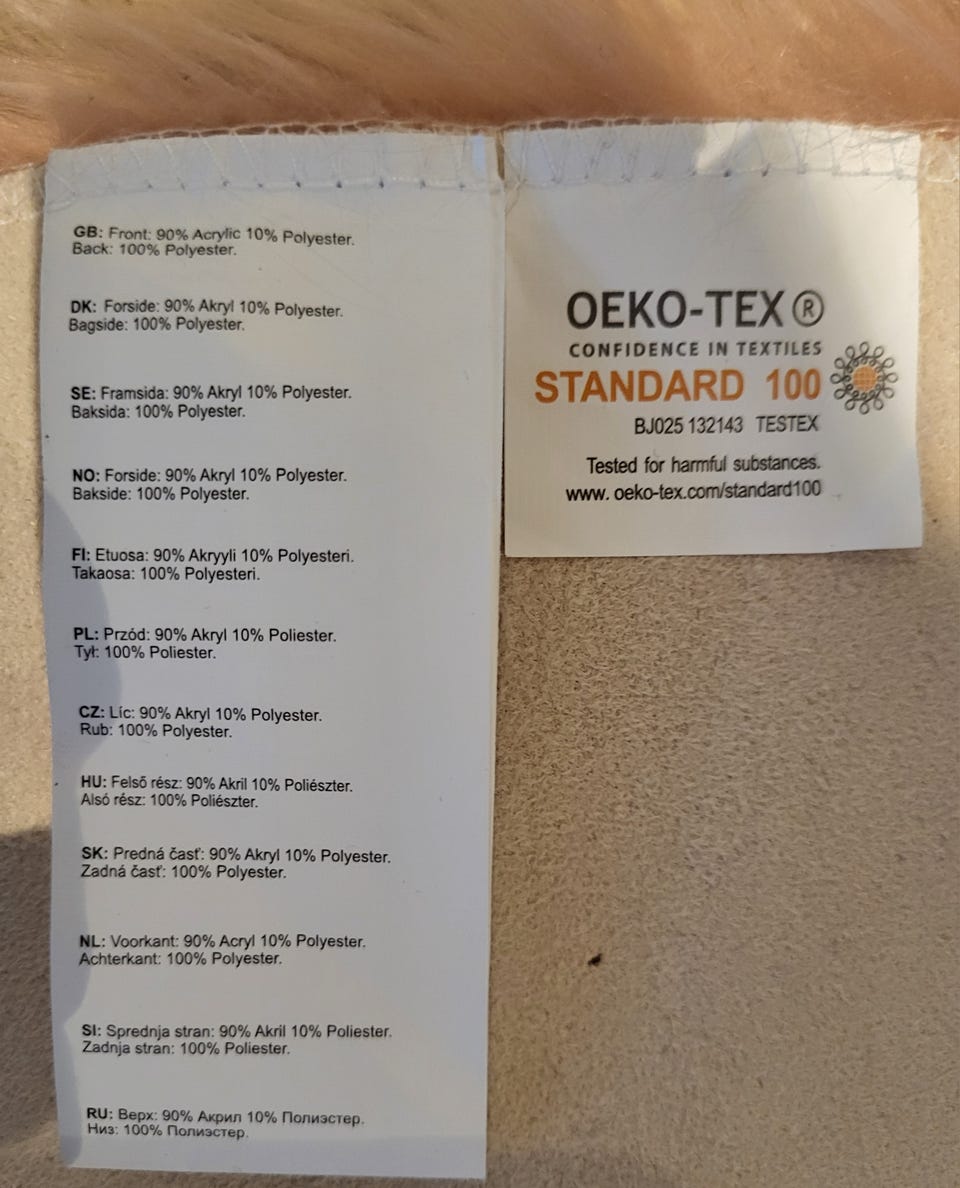 GB: Front: 90% Acrylic 10% Polyester.
Back: 100% Polyester.
DK: Forside: 90% Akryl 10% Polyester.
Bagside: 100% Polyester.
SE: Framsida: 90% Akryl 10% Polyester.
Baksida: 100% Polyester.
NO: Forside: 90% Akryl 10% Polyester.
Bakside: 100% Polyester.
FI: Etuosa: 90% Akryyli 10% Polyesteri.
Takaosa: 100% Polyesteri.
PL: Przód: 90% Akryl 10% Poliester.
Tył: 100% Poliester.
CZ: Líc: 90% Akryl 10% Polyester.
Rub: 100% Polyester.
HU: Felső rész: 90% Akril 10% Poliészter.
Alsó rész: 100% Poliészter.
SK: Predná časť: 90% Akryl 10% Polyester.
Zadná časť: 100% Polyester.
NL: Voorkant: 90% Acryl 10% Polyester.
Achterkant: 100% Polyester.
SI: Sprednja stran: 90% Akril 10% Poliester.
Zadnja stran: 100% Poliester.
RU: Верх: 90% Акрил 10% Полиэстер.
Низ: 100% Полиэстер.
OEKO-TEX®
CONFIDENCE IN TEXTILES
STANDARD 100
BJ025 132143 TESTEX
Tested for harmful substances.
www. oeko-tex.com/standard100